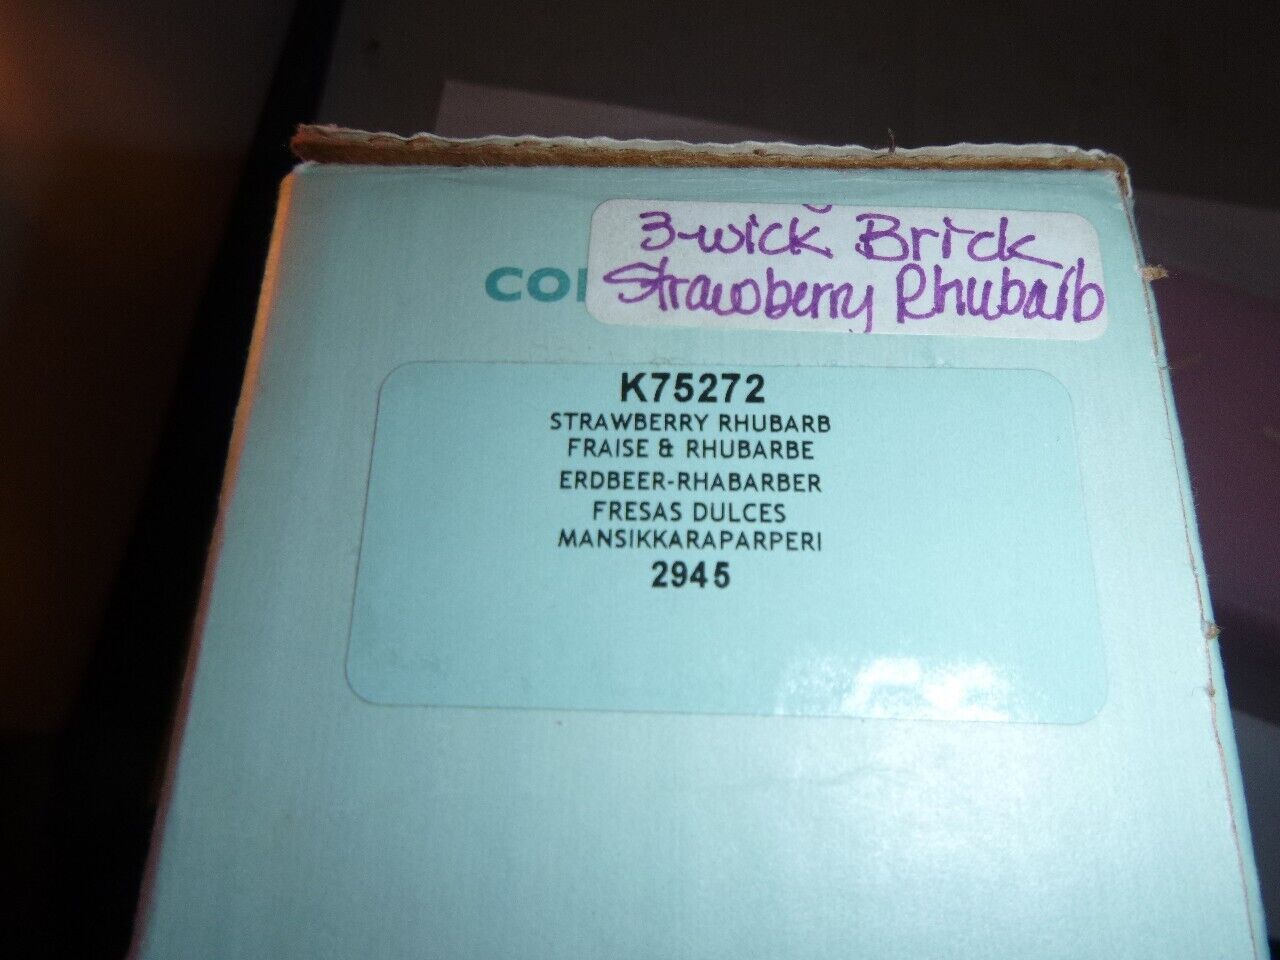 3-wick Brick
Strawberry Rhubarb
K75272
STRAWBERRY RHUBARB
FRAISE & RHUBARBE
ERDBEER-RHABARBER
FRESAS DULCES
MANSIKKARAPARPERI
2945